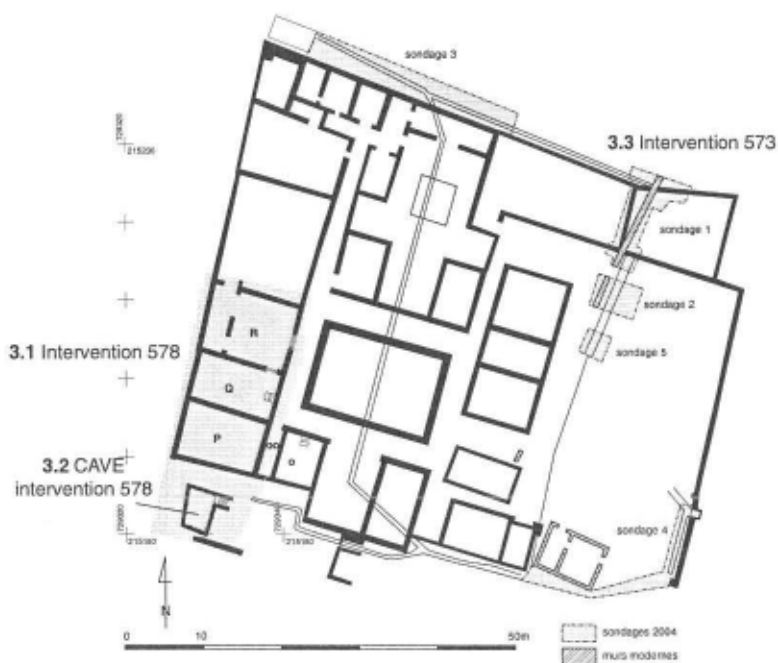 sondage 3
3.3 Intervention 573
215200
sondage 1
sondage 2
R
sondage 5
3.1 Intervention 578
Q
P
3.2 CAVE
intervention 578
O
sondage 4
N
0 10 50m
sondages 2004
murs modernes